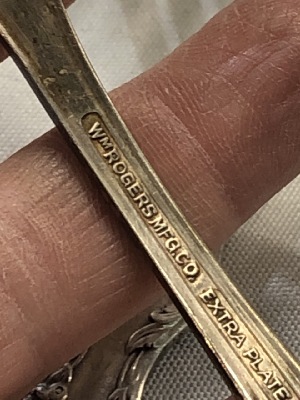 WM ROGERS MFG.CO. EXTRA PLATE